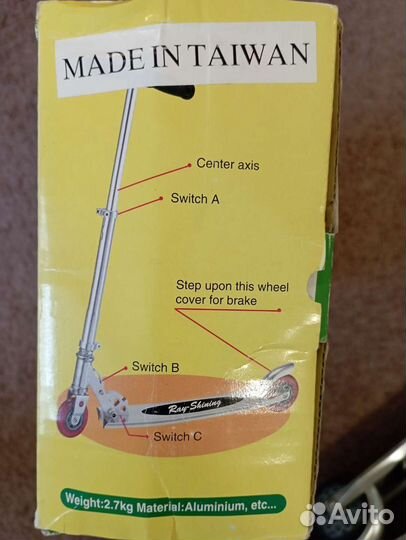 MADE IN TAIWAN
Center axis
Switch A
Step upon this wheel
cover for brake
Switch B
Ray-Shining
Switch C
Weight:2.7kg Material:Aluminium, etc...
Avito